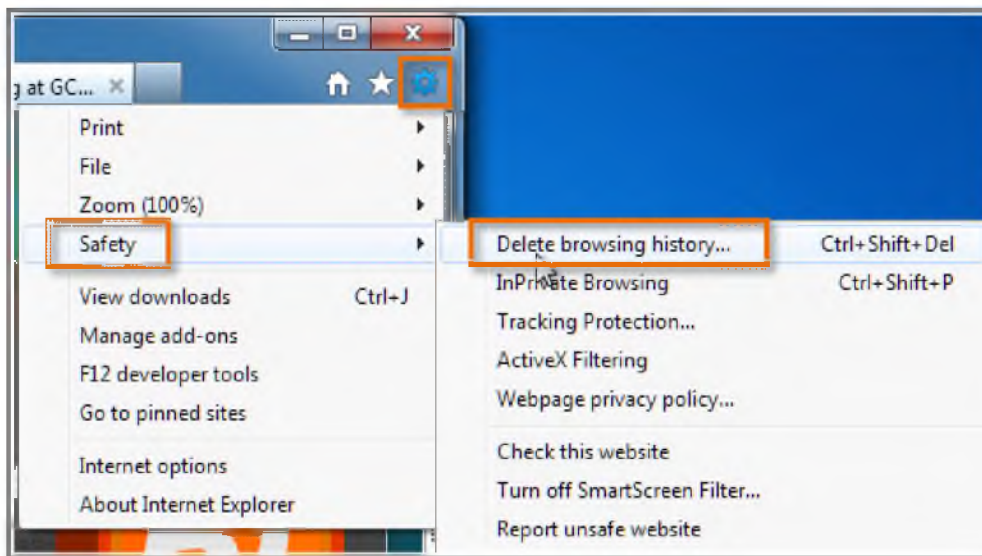 g at GC...
Print
File
Zoom (100%)
Safety
View downloads Ctrl+J
Manage add-ons
F12 developer tools
Go to pinned sites
Internet options
About Internet Explorer
Delete browsing history... Ctrl+Shift+Del
InPrivate Browsing Ctrl+Shift+P
Tracking Protection...
ActiveX Filtering
Webpage privacy policy...
Check this website
Turn off SmartScreen Filter...
Report unsafe website